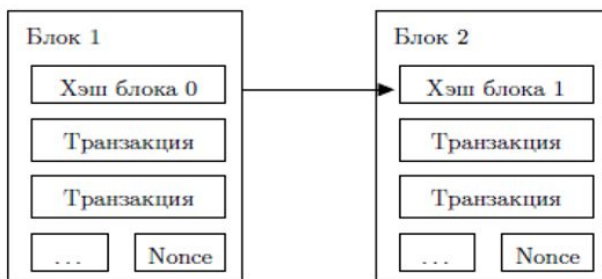 Блок 1
Хэш блока 0
Транзакция
Транзакция
... Nonce
Блок 2
Хэш блока 1
Транзакция
Транзакция
... Nonce